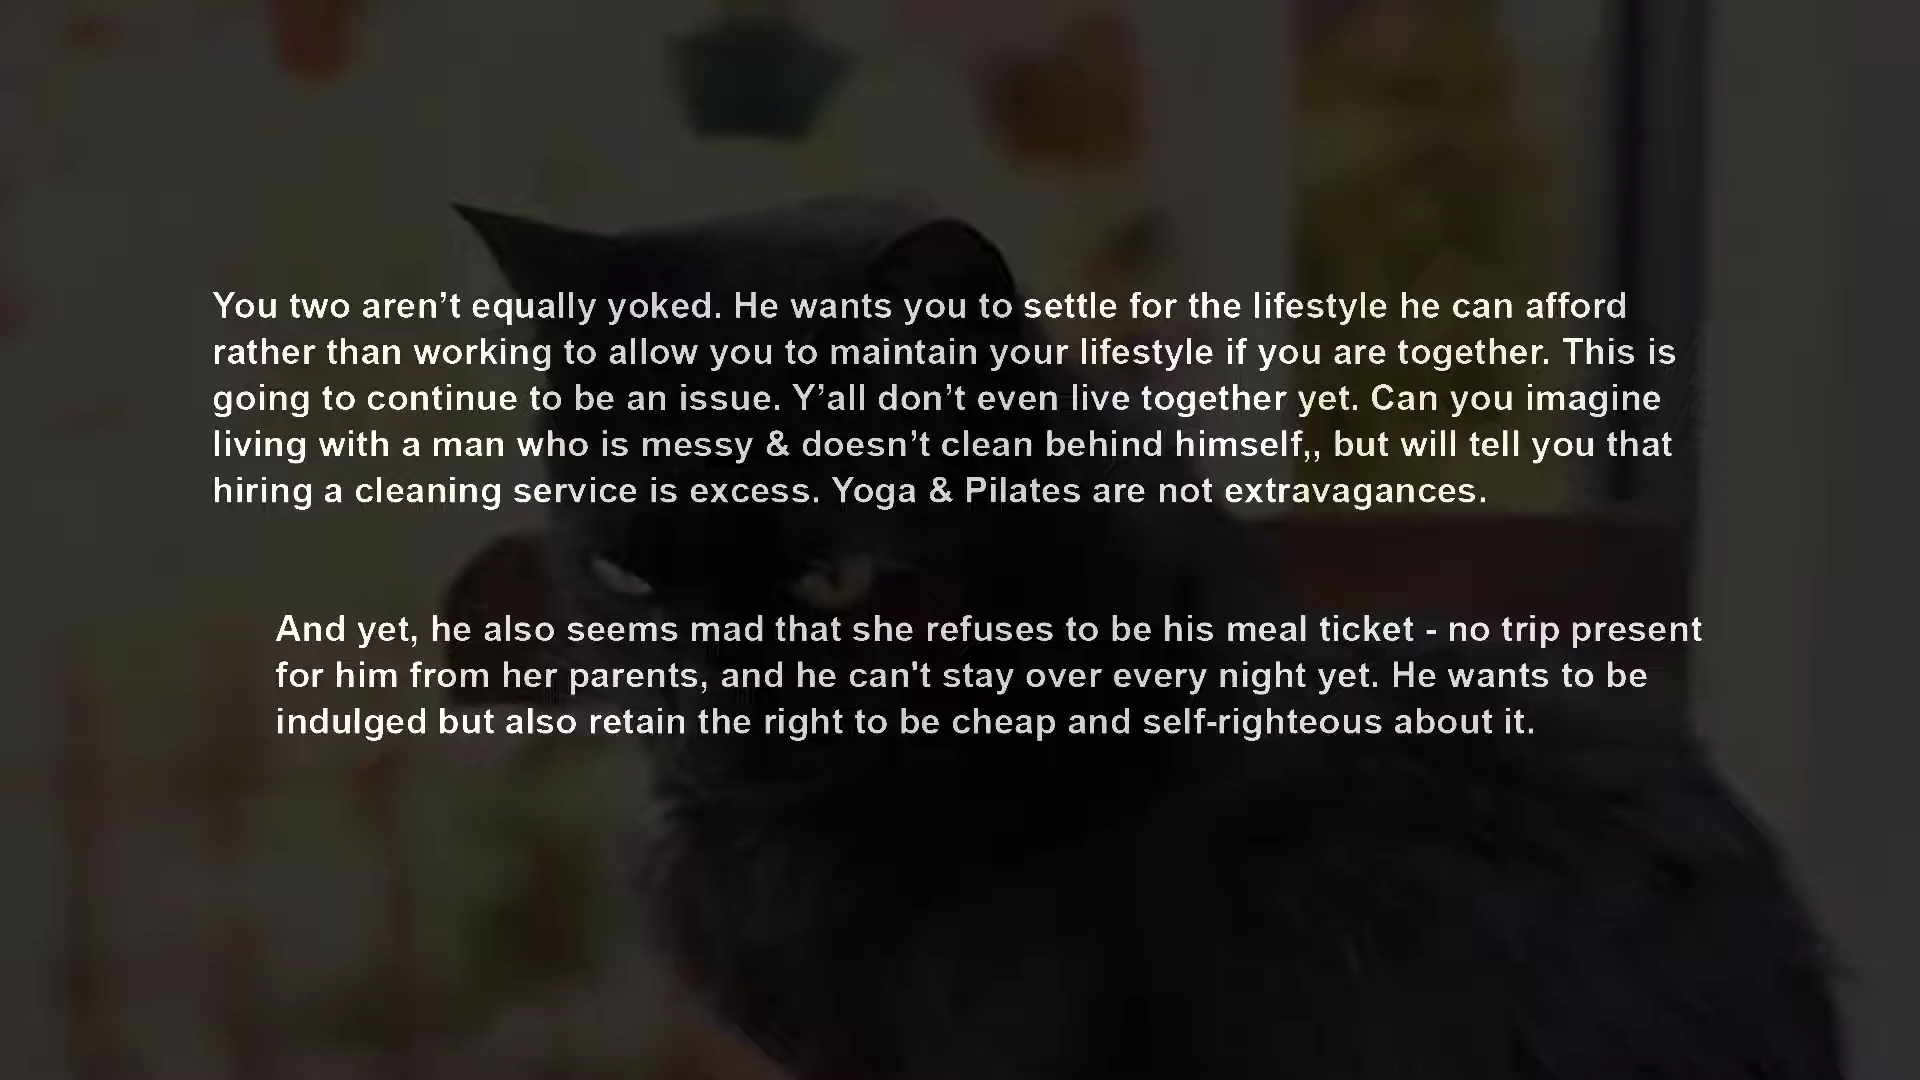 You two aren’t equally yoked. He wants you to settle for the lifestyle he can afford
rather than working to allow you to maintain your lifestyle if you are together. This is
going to continue to be an issue. Y’all don’t even live together yet. Can you imagine
living with a man who is messy & doesn’t clean behind himself,, but will tell you that
hiring a cleaning service is excess. Yoga & Pilates are not extravagances.
And yet, he also seems mad that she refuses to be his meal ticket - no trip present
for him from her parents, and he can't stay over every night yet. He wants to be
indulged but also retain the right to be cheap and self-righteous about it.